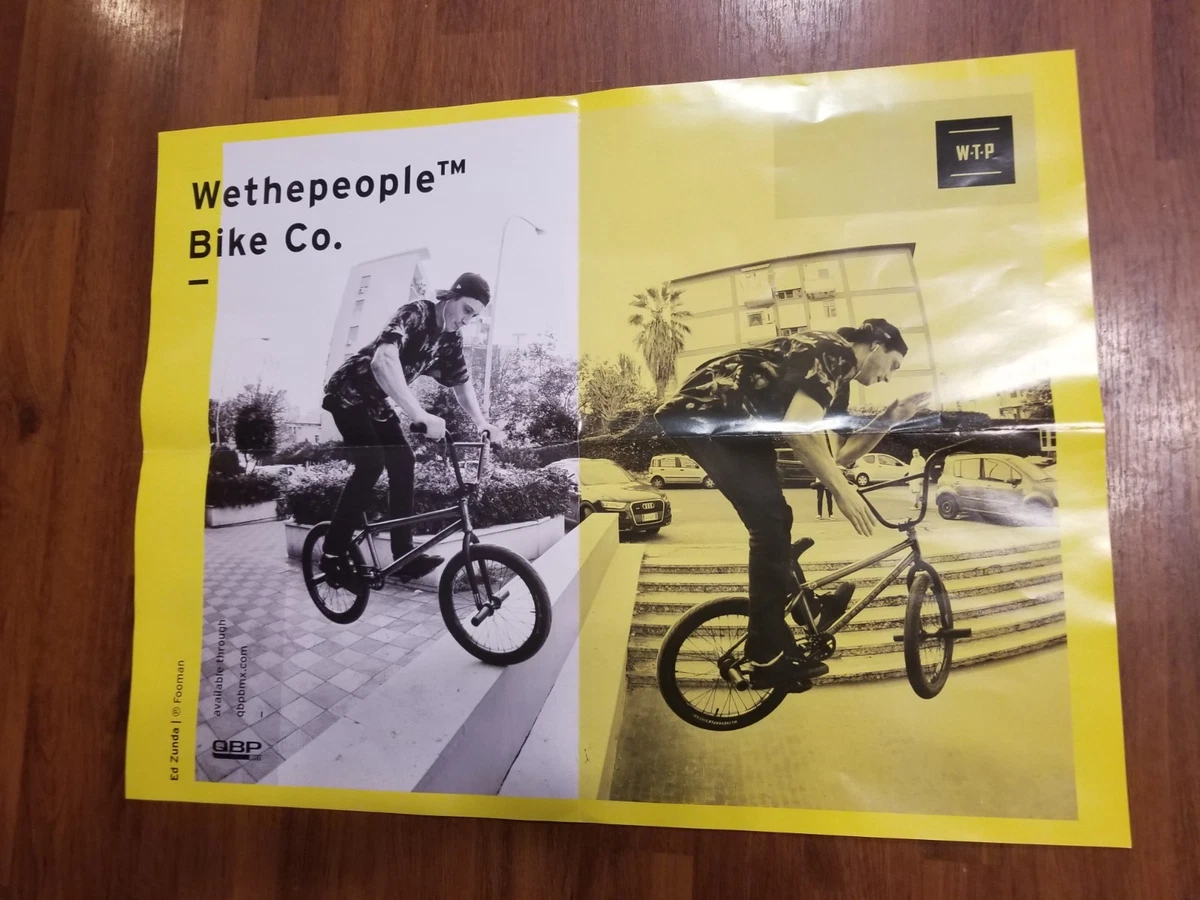 Wethepeople™
Bike Co.
W·T·P
available through
qbpbmx.com
QBP
Ed Zunda | ℗ Fooman